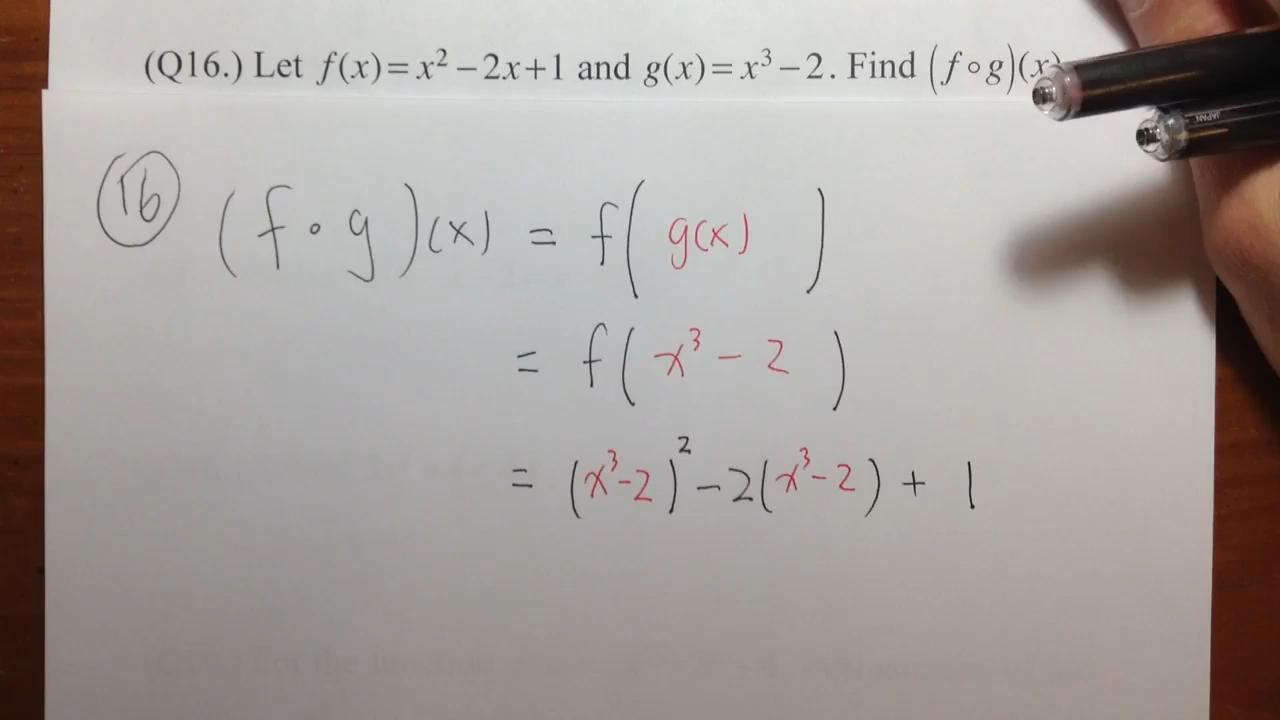 (Q16.) Let f(x)=x²−2x+1 and g(x)=x³−2. Find (f∘g)(x)
JAPAN
16 (f∘g)(x) = f( g(x) )
= f( x³ − 2 )
= (x³-2)² − 2(x³-2) + 1